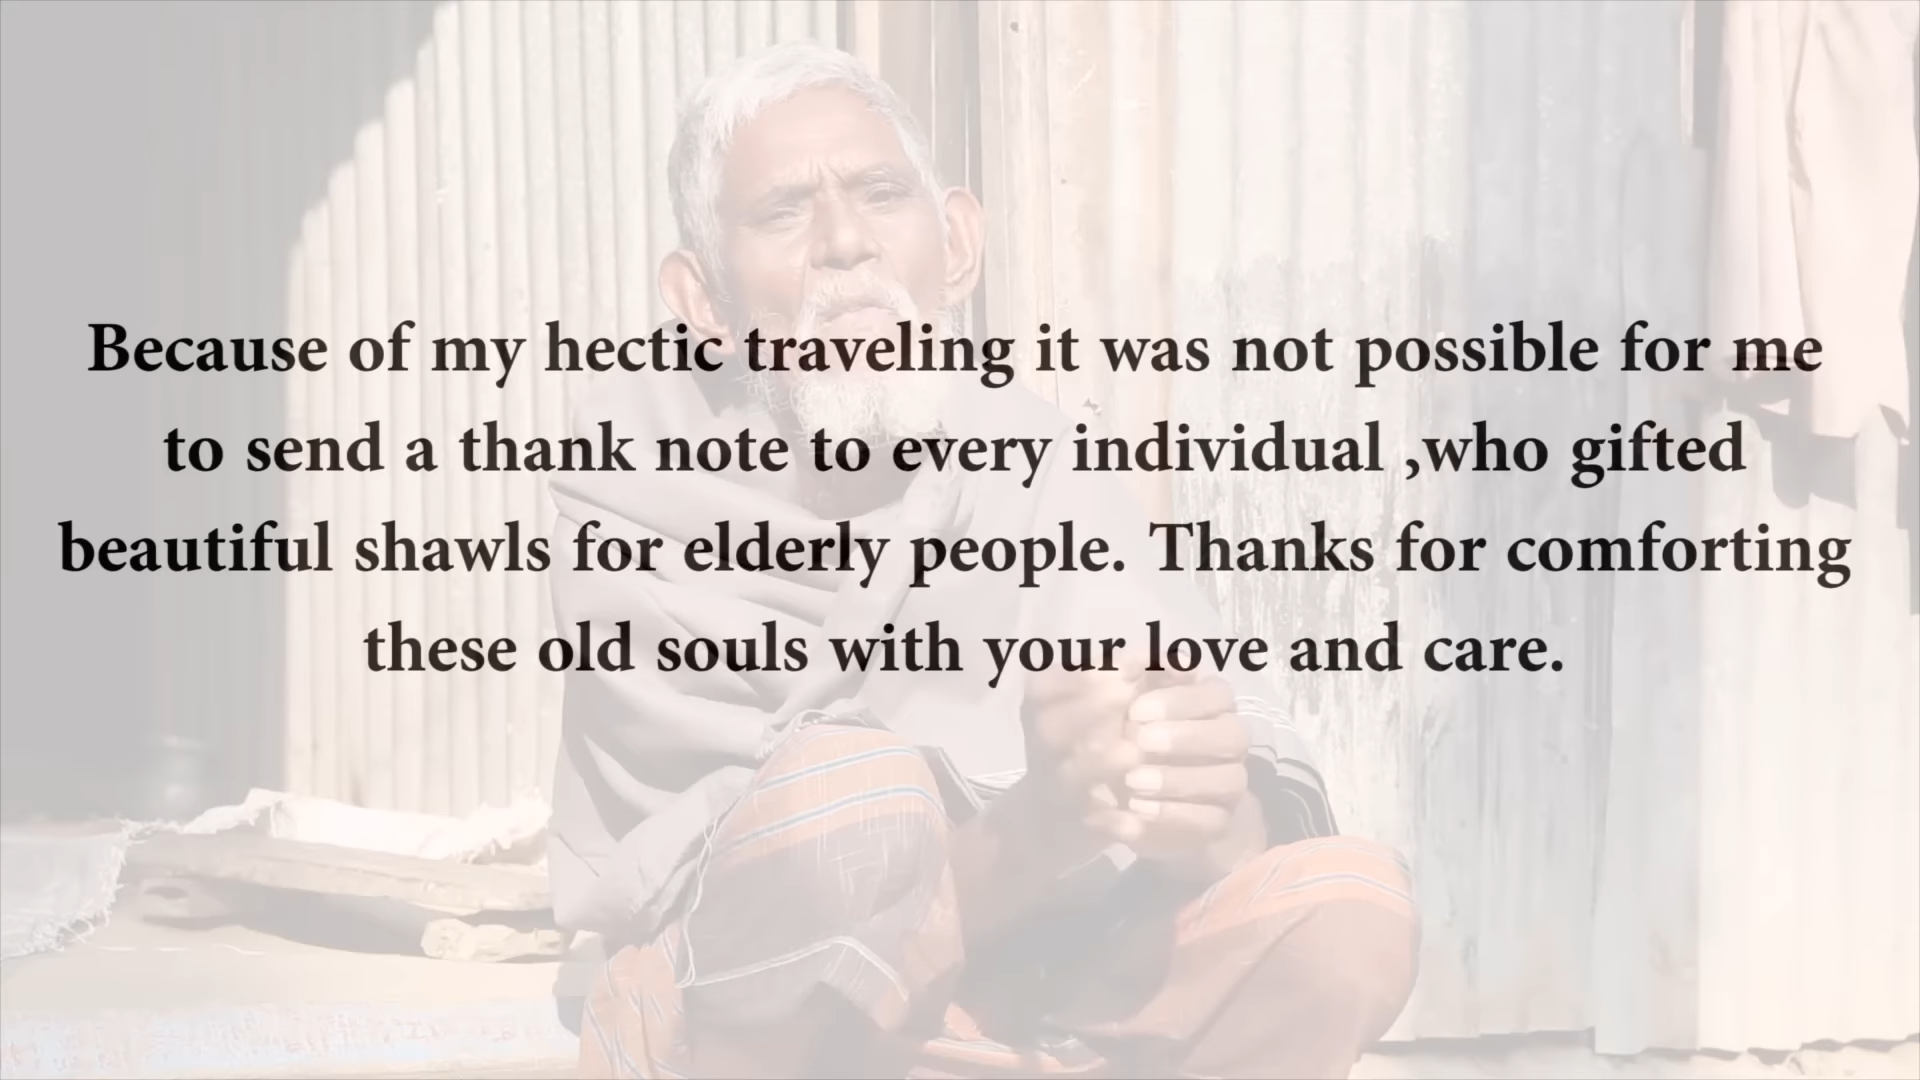 Because of my hectic traveling it was not possible for me
to send a thank note to every individual ,who gifted
beautiful shawls for elderly people. Thanks for comforting
these old souls with your love and care.